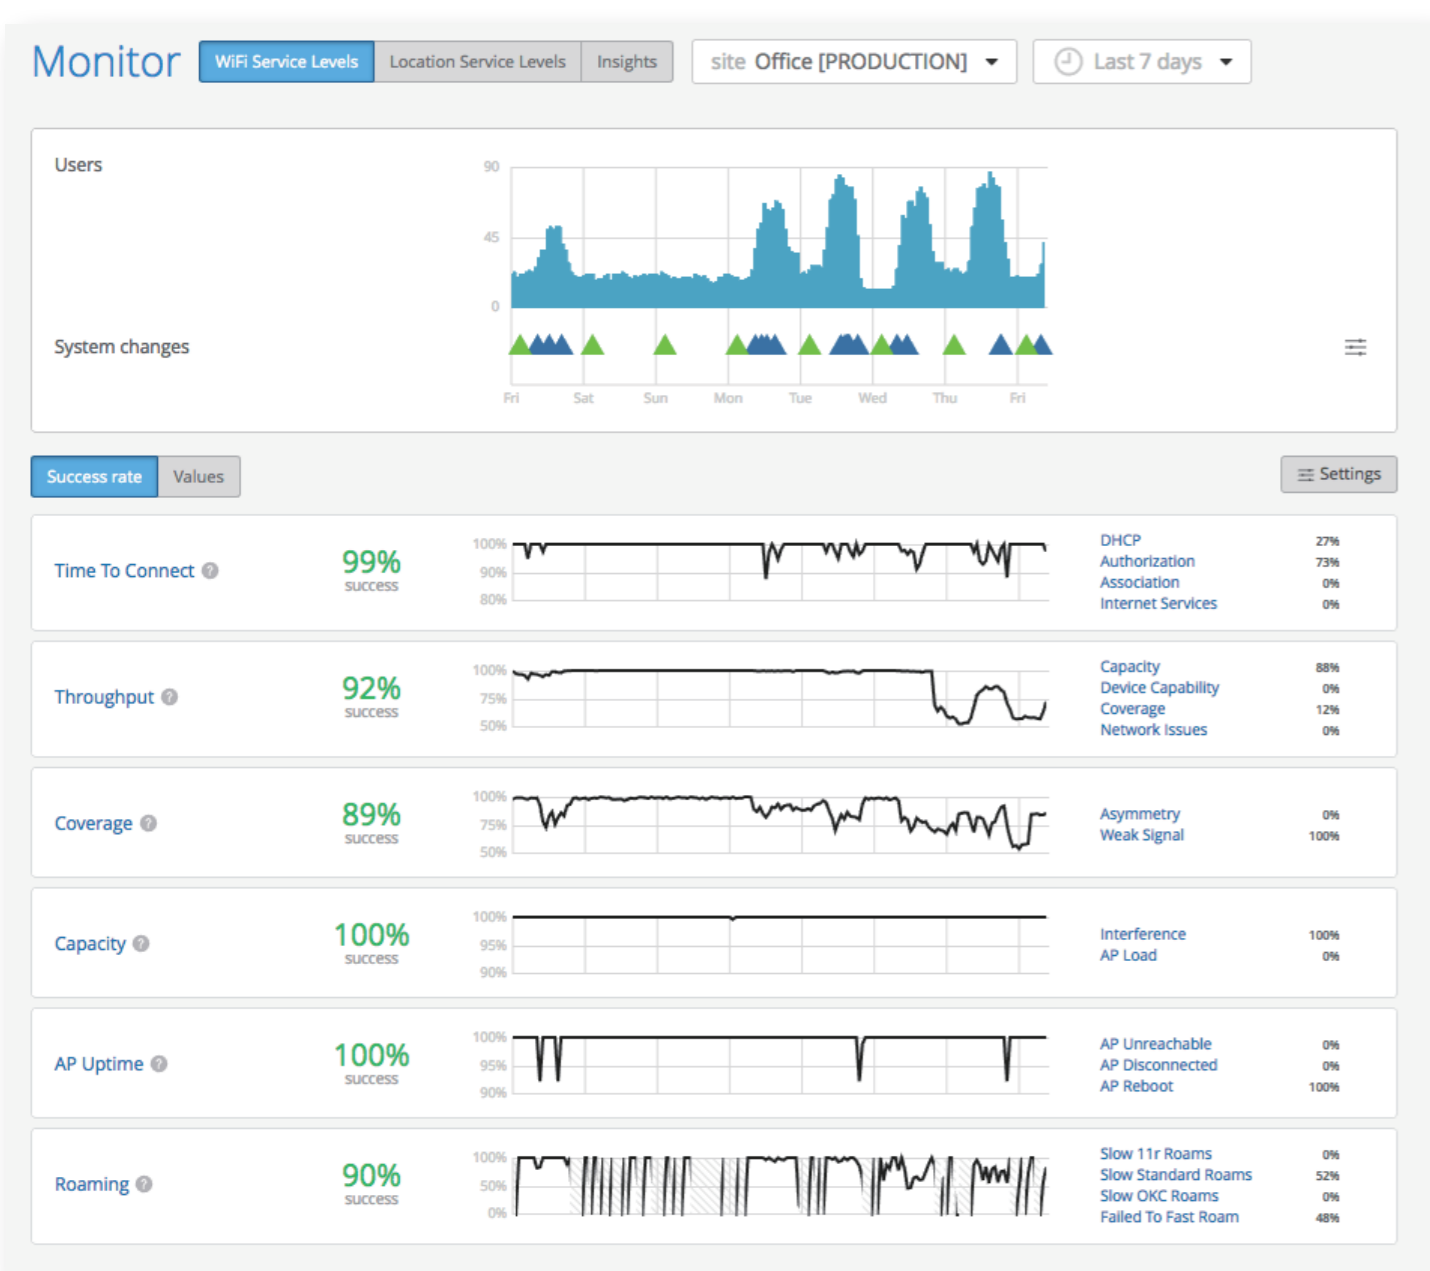 Monitor WiFi Service Levels Location Service Levels Insights site Office [PRODUCTION] Last 7 days
Users
90
45
0
System changes
Fri Sat Sun Mon Tue Wed Thu Fri
Success rate Values Settings
Time To Connect ?
99%
success
100%
90%
80%
DHCP 27%
Authorization 73%
Association 0%
Internet Services 0%
Throughput ?
92%
success
100%
75%
50%
Capacity 88%
Device Capability 0%
Coverage 12%
Network Issues 0%
Coverage ?
89%
success
100%
75%
50%
Asymmetry 0%
Weak Signal 100%
Capacity ?
100%
success
100%
95%
90%
Interference 100%
AP Load 0%
AP Uptime ?
100%
success
100%
95%
90%
AP Unreachable 0%
AP Disconnected 0%
AP Reboot 100%
Roaming ?
90%
success
100%
50%
0%
Slow 11r Roams 0%
Slow Standard Roams 52%
Slow OKC Roams 0%
Failed To Fast Roam 48%